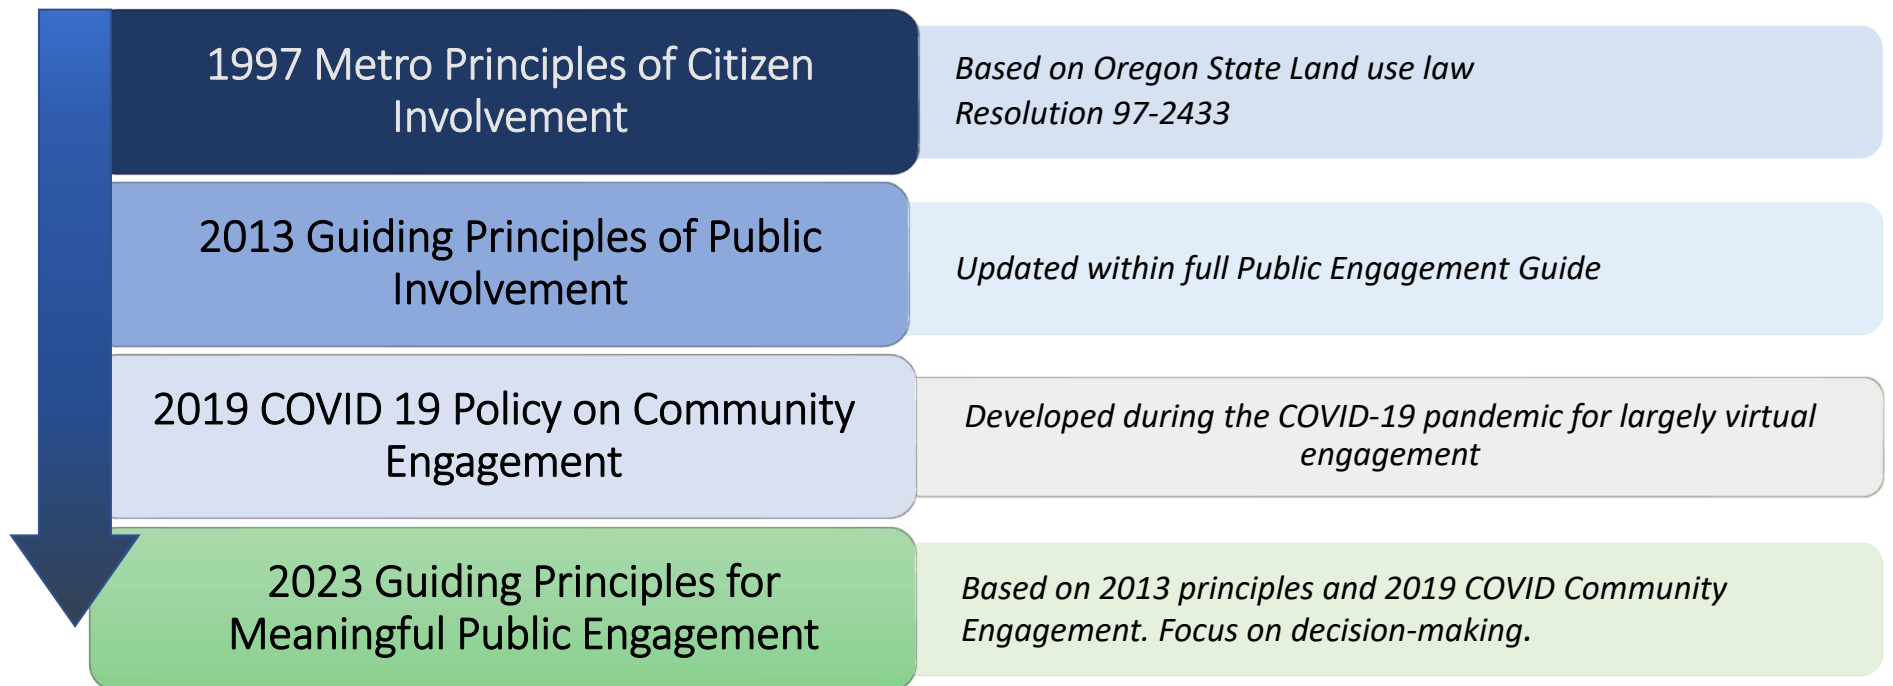 1997 Metro Principles of Citizen
Involvement
Based on Oregon State Land use law
Resolution 97-2433
2013 Guiding Principles of Public
Involvement
Updated within full Public Engagement Guide
2019 COVID 19 Policy on Community
Engagement
Developed during the COVID-19 pandemic for largely virtual
engagement
2023 Guiding Principles for
Meaningful Public Engagement
Based on 2013 principles and 2019 COVID Community
Engagement. Focus on decision-making.